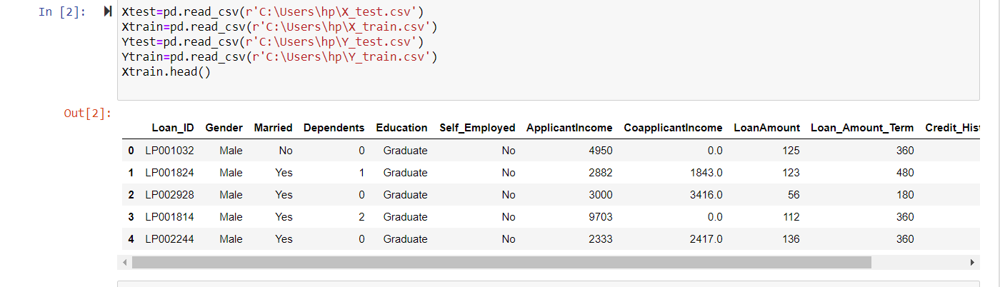 In [2]:
Xtest=pd.read_csv(r'C:\Users\hp\X_test.csv')
Xtrain=pd.read_csv(r'C:\Users\hp\X_train.csv')
Ytest=pd.read_csv(r'C:\Users\hp\Y_test.csv')
Ytrain=pd.read_csv(r'C:\Users\hp\Y_train.csv')
Xtrain.head()
Out[2]:
Loan_ID Gender Married Dependents Education Self_Employed ApplicantIncome CoapplicantIncome LoanAmount Loan_Amount_Term Credit_Hist
0 LP001032 Male No 0 Graduate No 4950 0.0 125 360
1 LP001824 Male Yes 1 Graduate No 2882 1843.0 123 480
2 LP002928 Male Yes 0 Graduate No 3000 3416.0 56 180
3 LP001814 Male Yes 2 Graduate No 9703 0.0 112 360
4 LP002244 Male Yes 0 Graduate No 2333 2417.0 136 360